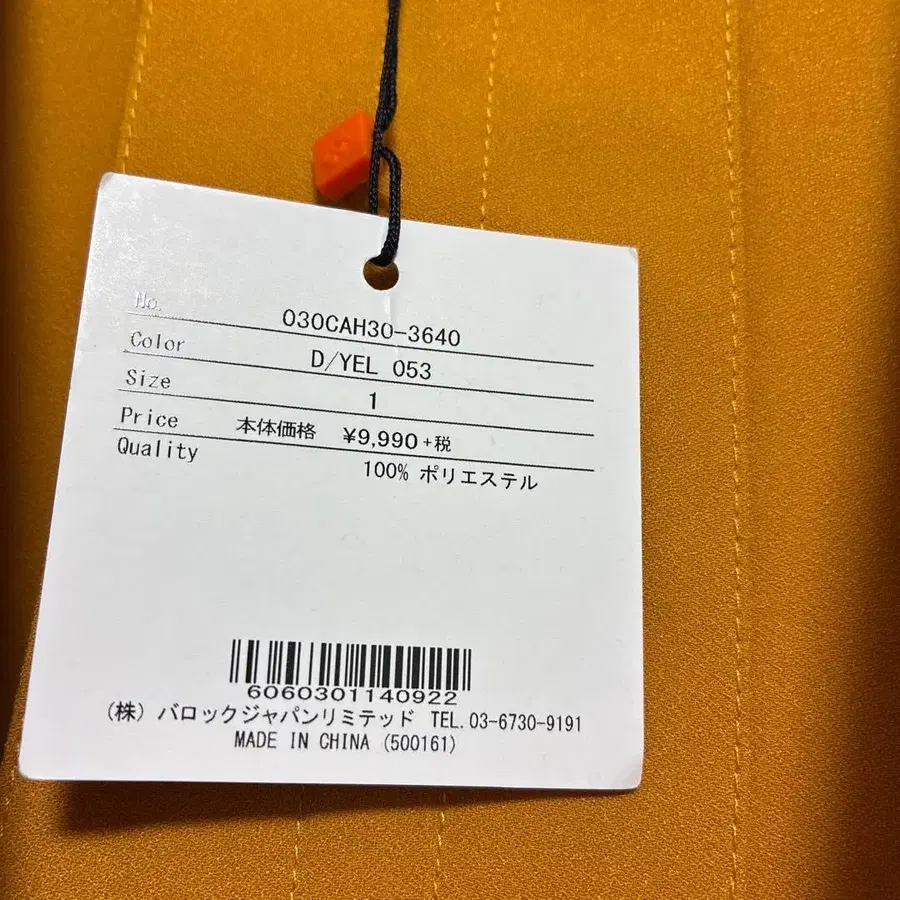 No. 030CAH30-3640
Color D/YEL 053
Size 1
Price 本体価格 ¥9,990+税
Quality 100% ポリエステル
6060301140922
(株) バロックジャパンリミテッド TEL.03-6730-9191
MADE IN CHINA (500161)